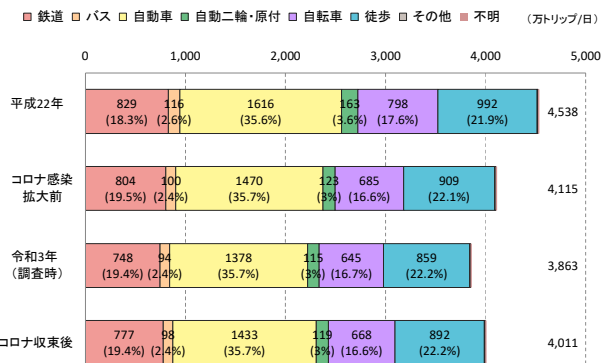 鉄道 バス 自動車 自動二輪・原付 自転車 徒歩 その他 不明 （万トリップ/日）
0 1,000 2,000 3,000 4,000 5,000
平成22年
829 116 1616 163 798 992
(18.3%) (2.6%) (35.6%) (3.6%) (17.6%) (21.9%)
4,538
コロナ感染
拡大前
804 100 1470 123 685 909
(19.5%) (2.4%) (35.7%) (3%) (16.6%) (22.1%)
4,115
令和3年
（調査時）
748 94 1378 115 645 859
(19.4%) (2.4%) (35.7%) (3%) (16.7%) (22.2%)
3,863
コロナ収束後
777 98 1433 119 668 892
(19.4%) (2.4%) (35.7%) (3%) (16.6%) (22.2%)
4,011